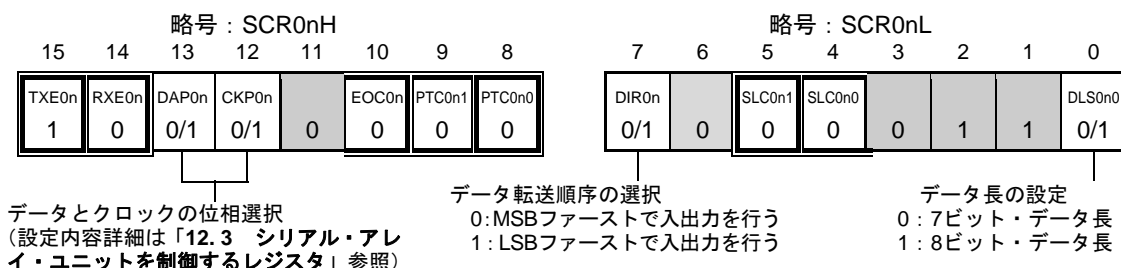 略号：SCR0nH
略号：SCR0nL
15 14 13 12 11 10 9 8
7 6 5 4 3 2 1 0
TXE0n RXE0n DAP0n CKP0n EOC0n PTC0n1 PTC0n0
1 0 0/1 0/1 0 0 0 0
DIR0n SLC0n1 SLC0n0 DLS0n0
0/1 0 0 0 0 1 1 0/1
データとクロックの位相選択
（設定内容詳細は「12. 3 シリアル・アレ
イ・ユニットを制御するレジスタ」参照）
データ転送順序の選択
0：MSBファーストで入出力を行う
1：LSBファーストで入出力を行う
データ長の設定
0：7ビット・データ長
1：8ビット・データ長